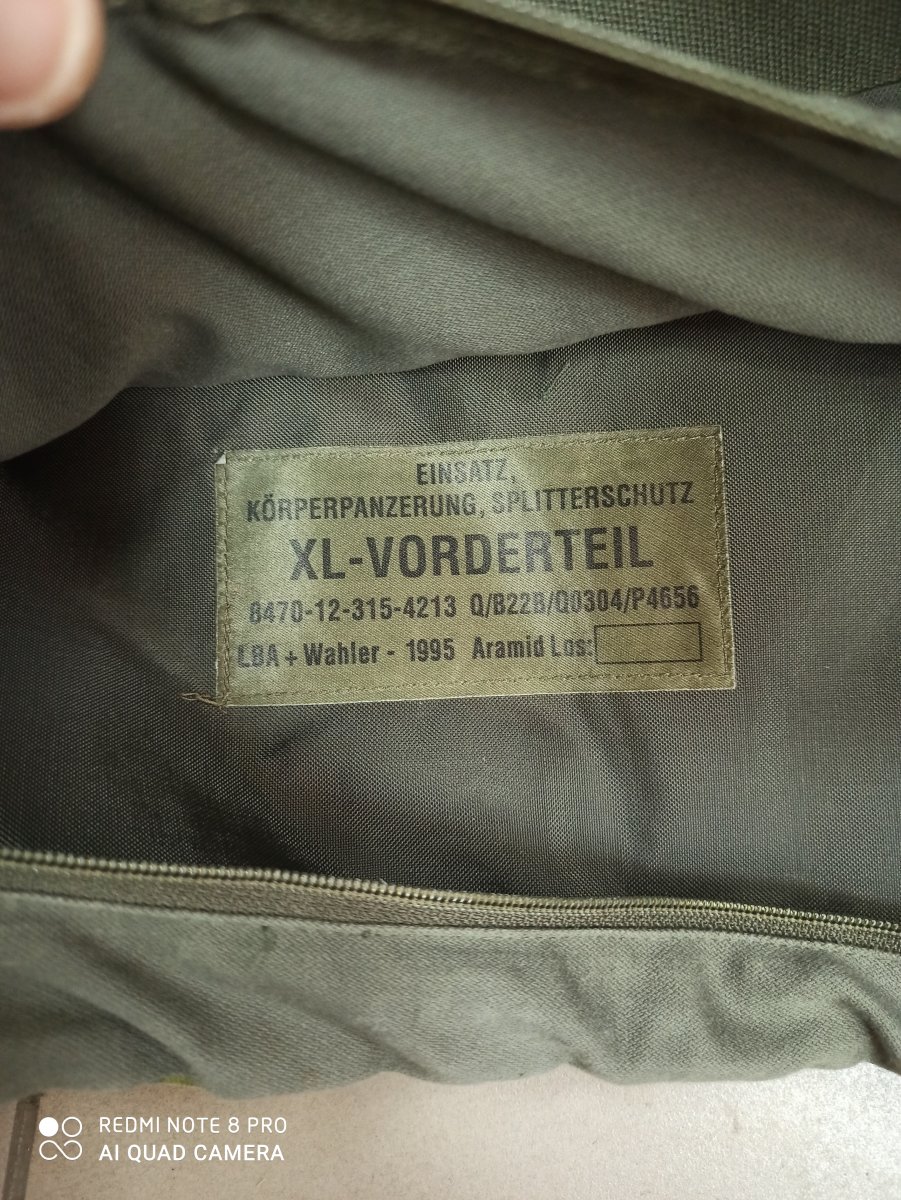 EINSATZ,
KÖRPERPANZERUNG, SPLITTERSCHUTZ
XL-VORDERTEIL
8470-12-315-4213 Q/B22B/Q0304/P4656
LBA + Wahler - 1995 Aramid Los:
REDMI NOTE 8 PRO
AI QUAD CAMERA